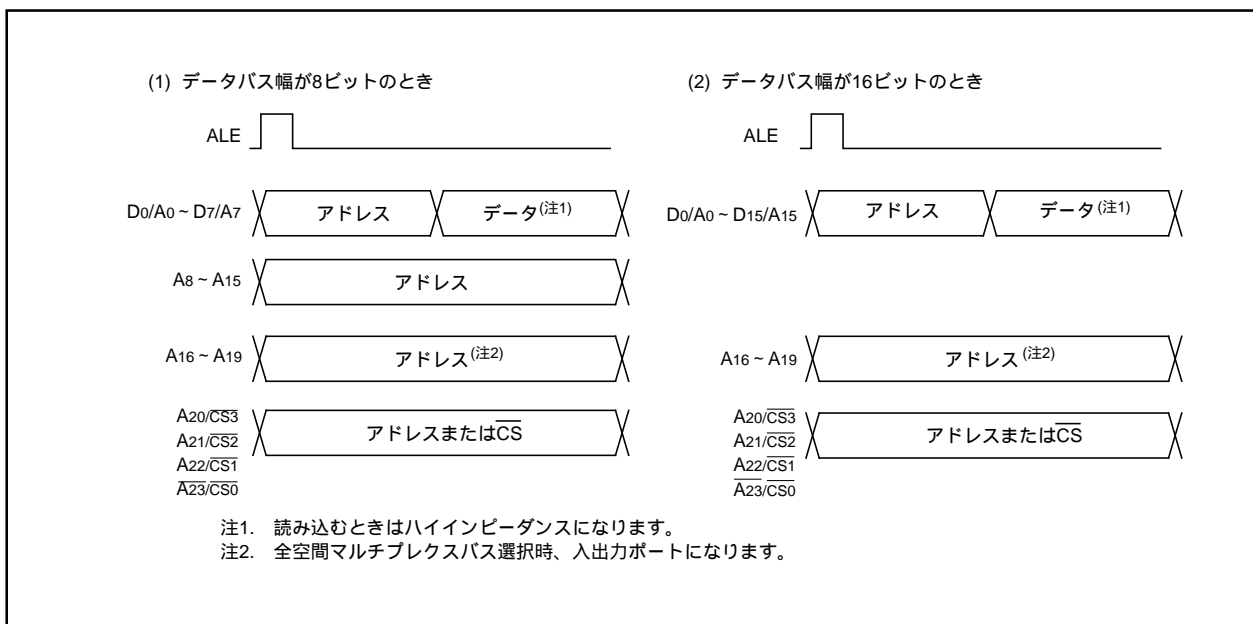 (1) データバス幅が8ビットのとき
ALE
D0/A0 ~ D7/A7 アドレス データ(注1)
A8 ~ A15 アドレス
A16 ~ A19 アドレス(注2)
A20/CS3
A21/CS2
A22/CS1
A23/CS0
アドレスまたはCS
(2) データバス幅が16ビットのとき
ALE
D0/A0 ~ D15/A15 アドレス データ(注1)
A16 ~ A19 アドレス(注2)
A20/CS3
A21/CS2
A22/CS1
A23/CS0
アドレスまたはCS
注1. 読み込むときはハイインピーダンスになります。
注2. 全空間マルチプレクスバス選択時、入出力ポートになります。